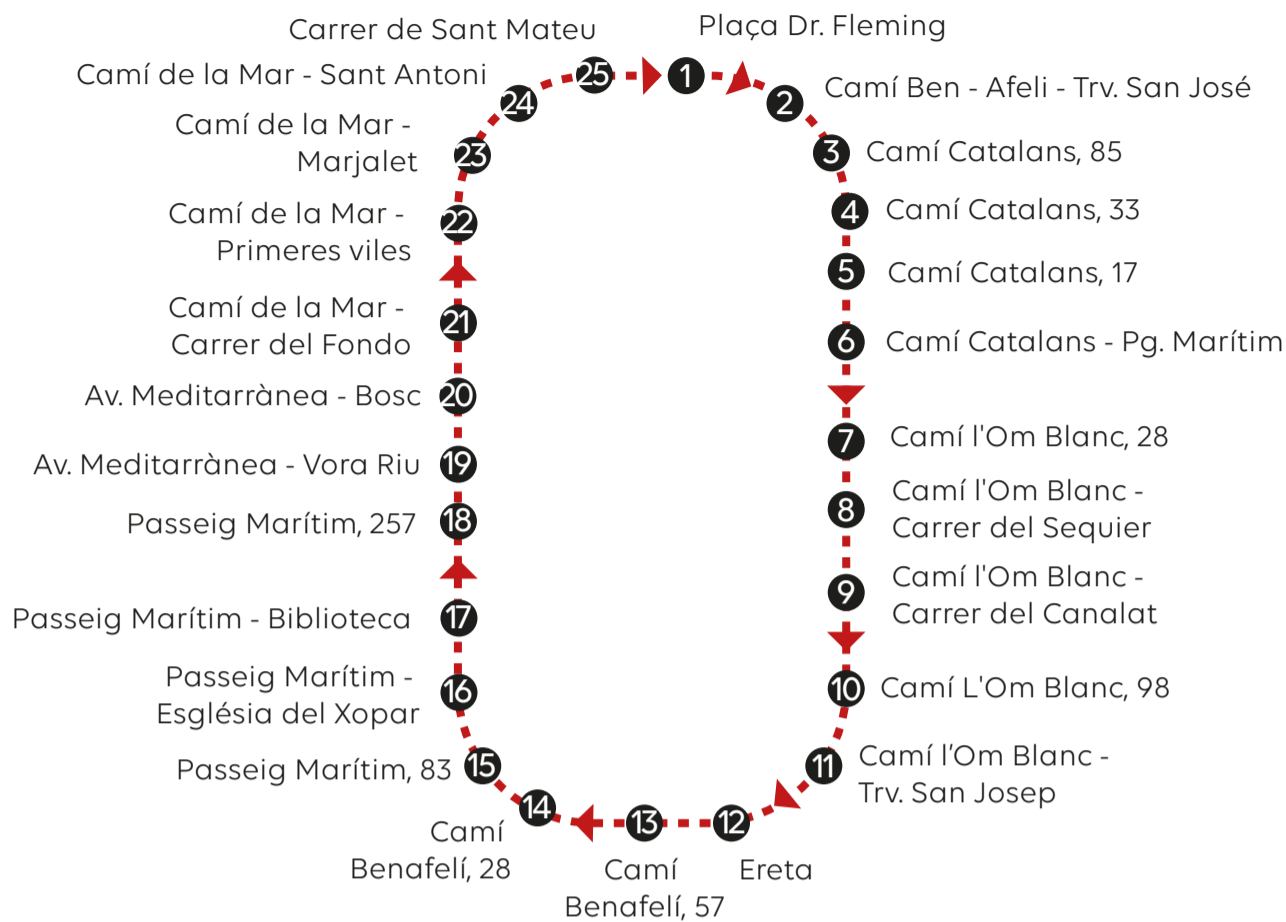 1
Plaça Dr. Fleming
2
Camí Ben - Afeli - Trv. San José
3
Camí Catalans, 85
4
Camí Catalans, 33
5
Camí Catalans, 17
6
Camí Catalans - Pg. Marítim
7
Camí l'Om Blanc, 28
8
Camí l'Om Blanc -
Carrer del Sequier
9
Camí l'Om Blanc -
Carrer del Canalat
10
Camí L'Om Blanc, 98
11
Camí l’Om Blanc -
Trv. San Josep
12
Ereta
13
Camí
Benafelí, 57
14
Camí
Benafelí, 28
15
Passeig Marítim, 83
16
Passeig Marítim -
Església del Xopar
17
Passeig Marítim - Biblioteca
18
Passeig Marítim, 257
19
Av. Meditarrànea - Vora Riu
20
Av. Meditarrànea - Bosc
21
Camí de la Mar -
Carrer del Fondo
22
Camí de la Mar -
Primeres viles
23
Camí de la Mar -
Marjalet
24
Camí de la Mar - Sant Antoni
25
Carrer de Sant Mateu